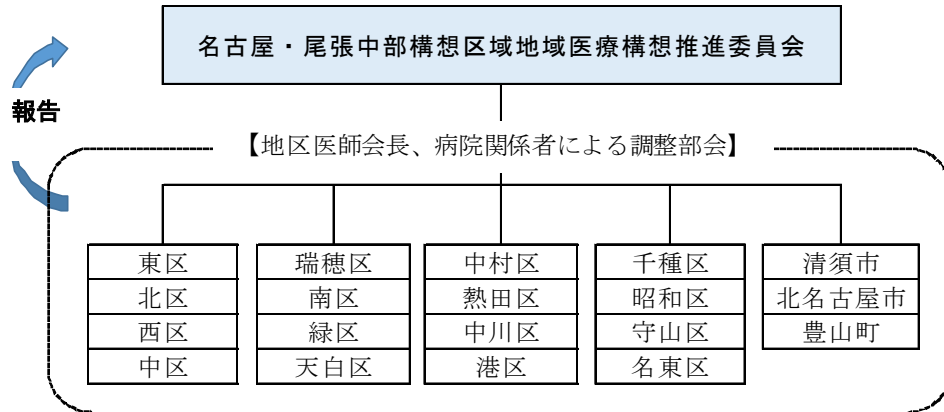 名古屋・尾張中部構想区域地域医療構想推進委員会
報告
【地区医師会長、病院関係者による調整部会】
東区
北区
西区
中区
瑞穂区
南区
緑区
天白区
中村区
熱田区
中川区
港区
千種区
昭和区
守山区
名東区
清須市
北名古屋市
豊山町